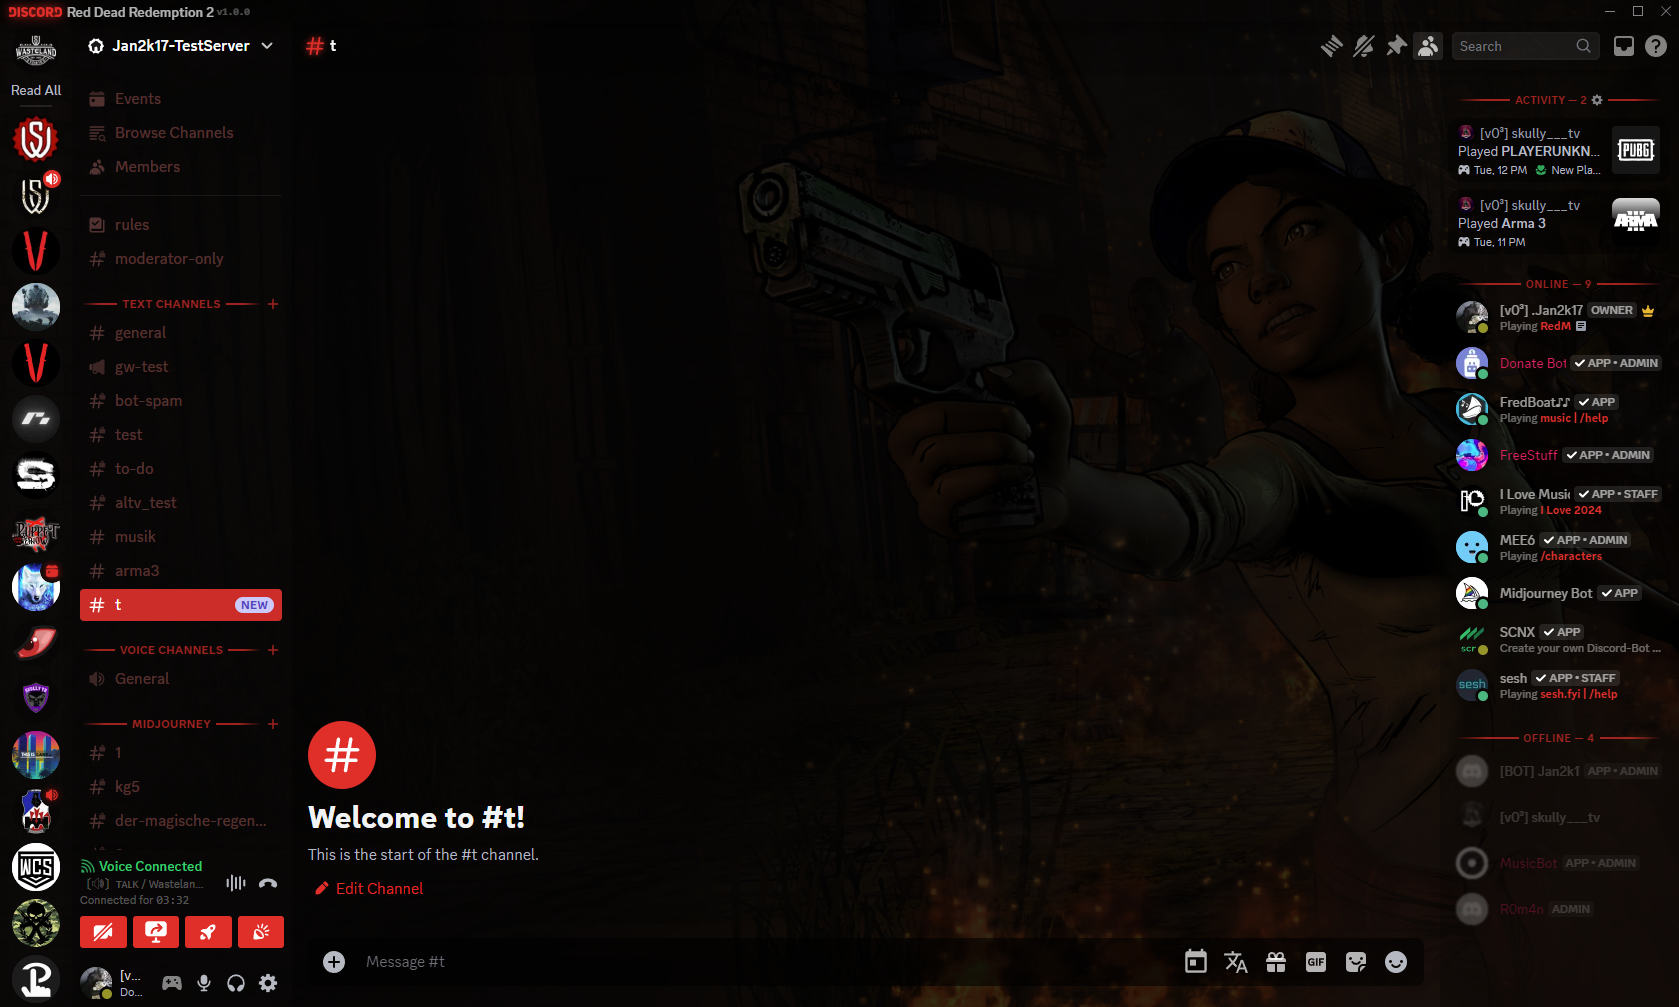 DISCORD Red Dead Redemption 2 v1.0.0
Read All
Jan2k17-TestServer
Events
Browse Channels
Members
rules
moderator-only
TEXT CHANNELS
general
gw-test
bot-spam
test
to-do
altv_test
musik
arma3
t NEW
VOICE CHANNELS
General
MIDJOURNEY
1
kg5
der-magische-regen...
Voice Connected
TALK / Wastelan...
Connected for 03:32
[v...
Do...
# t
Search
Welcome to #t!
This is the start of the #t channel.
Edit Channel
Message #t
GIF
ACTIVITY — 2
[v0³] skully___tv
Played PLAYERUNKN...
Tue, 12 PM New Pla...
PUBG
[v0³] skully___tv
Played Arma 3
Tue, 11 PM
ARMA
ONLINE — 9
[v0³] .Jan2k17 OWNER
Playing RedM
Donate Bot APP • ADMIN
FredBoat♪♪ APP
Playing music | /help
FreeStuff APP • ADMIN
I Love Music APP • STAFF
Playing I Love 2024
MEE6 APP • ADMIN
Playing /characters
Midjourney Bot APP
SCNX APP
Create your own Discord-Bot ...
sesh APP • STAFF
Playing sesh.fyi | /help
OFFLINE — 4
[BOT] Jan2k1 APP • ADMIN
[v0³] skully___tv
MusicBot APP • ADMIN
R0m4n ADMIN
WASTELAND
WCS
sesh